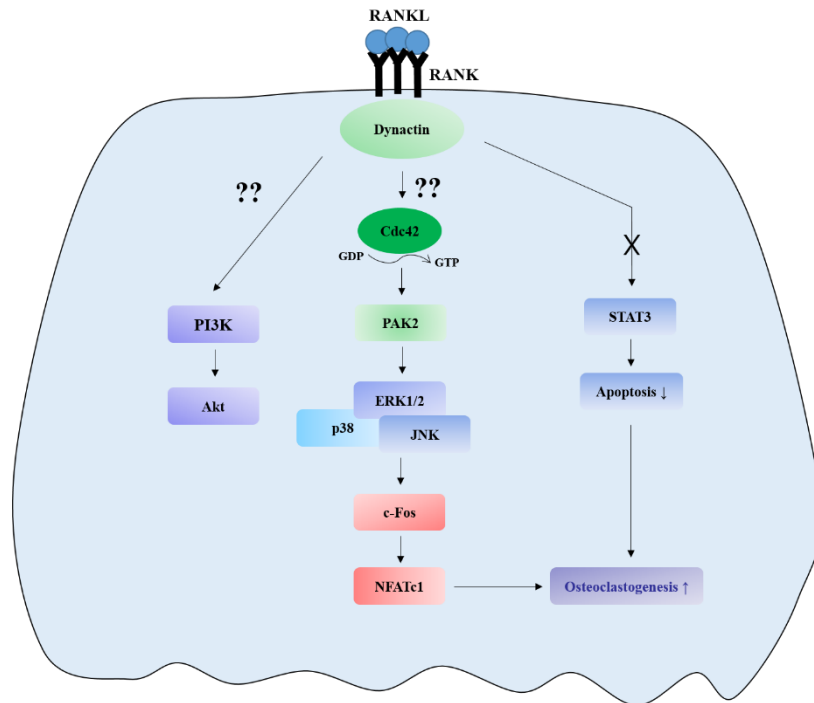 RANKL
RANK
Dynactin
??
??
Cdc42
GDP
GTP
X
PI3K
PAK2
STAT3
Akt
ERK1/2
p38
JNK
Apoptosis ↓
c-Fos
NFATc1
Osteoclastogenesis ↑